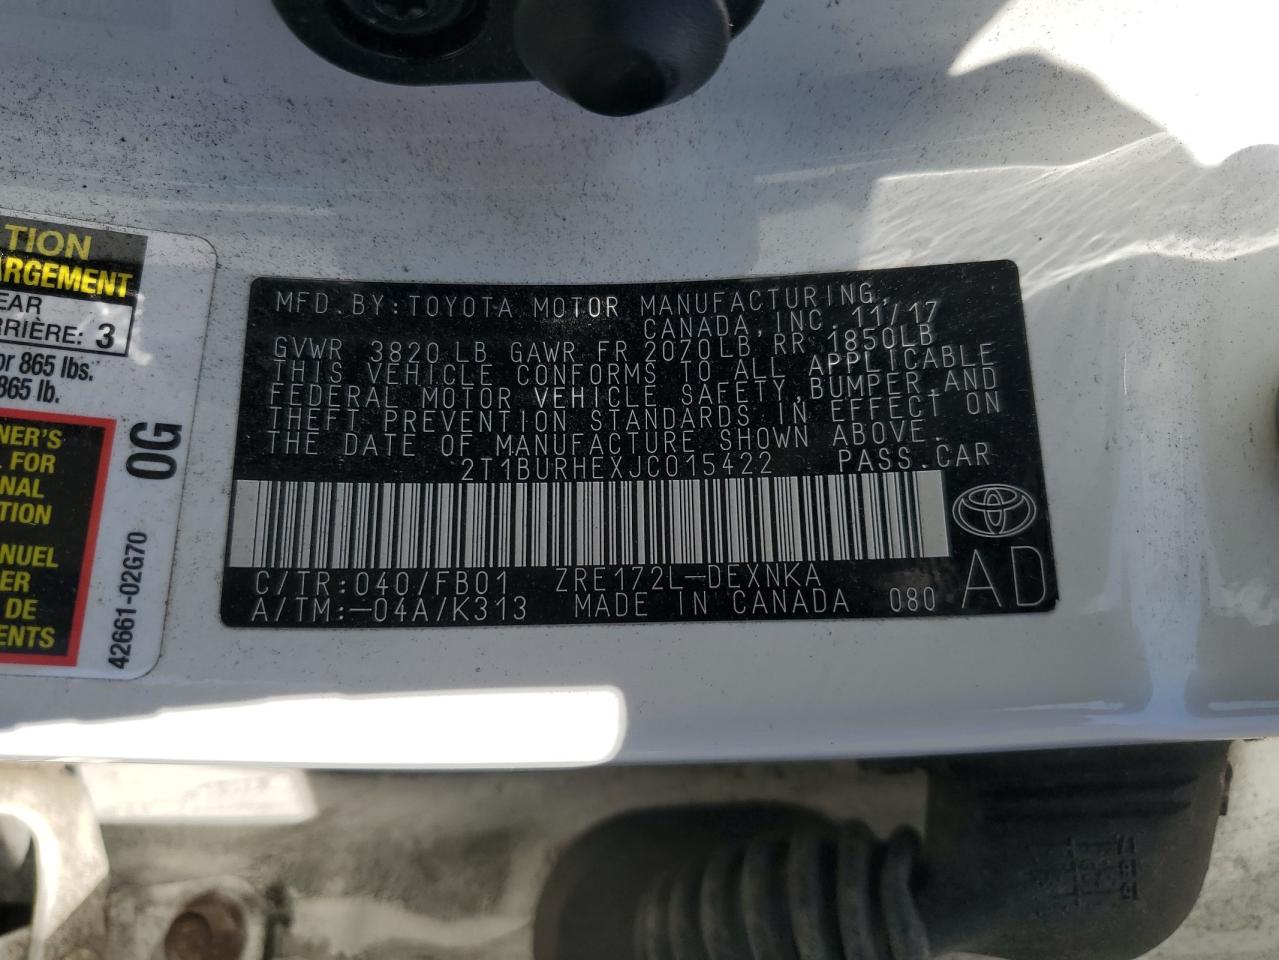 TION
ARGEMENT
EAR
RRIÈRE: 3
or 865 lbs.
865 lb.
NER'S
FOR
NAL
TION
ANUEL
DE
ENTS
0G
42661-02G70
MFD.BY:TOYOTA MOTOR MANUFACTURING,
CANADA,INC. 11/17
GVWR 3820 LB GAWR FR 2070LB RR 1850LB
THIS VEHICLE CONFORMS TO ALL APPLICABLE
FEDERAL MOTOR VEHICLE SAFETY,BUMPER,AND
THEFT PREVENTION STANDARDS IN EFFECT ON
THE DATE OF MANUFACTURE SHOWN ABOVE.
2T1BURHEXJC015422 PASS.CAR
C/TR:040/FB01 ZRE172L-DEXNKA
A/TM:-04A/K313 MADE IN CANADA 080 AD